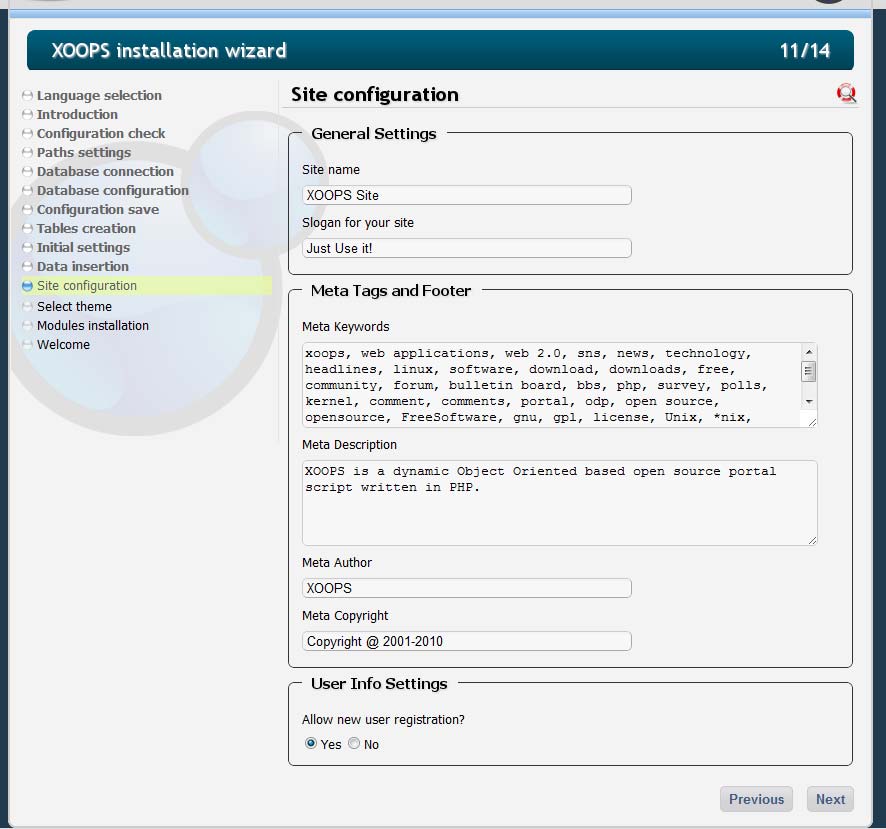 XOOPS installation wizard 11/14
Language selection
Introduction
Configuration check
Paths settings
Database connection
Database configuration
Configuration save
Tables creation
Initial settings
Data insertion
Site configuration
Select theme
Modules installation
Welcome
Site configuration
General Settings
Site name
XOOPS Site
Slogan for your site
Just Use it!
Meta Tags and Footer
Meta Keywords
xoops, web applications, web 2.0, sns, news, technology,
headlines, linux, software, download, downloads, free,
community, forum, bulletin board, bbs, php, survey, polls,
kernel, comment, comments, portal, odp, open source,
opensource, FreeSoftware, gnu, gpl, license, Unix, *nix,
Meta Description
XOOPS is a dynamic Object Oriented based open source portal
script written in PHP.
Meta Author
XOOPS
Meta Copyright
Copyright @ 2001-2010
User Info Settings
Allow new user registration?
Yes No
Previous Next